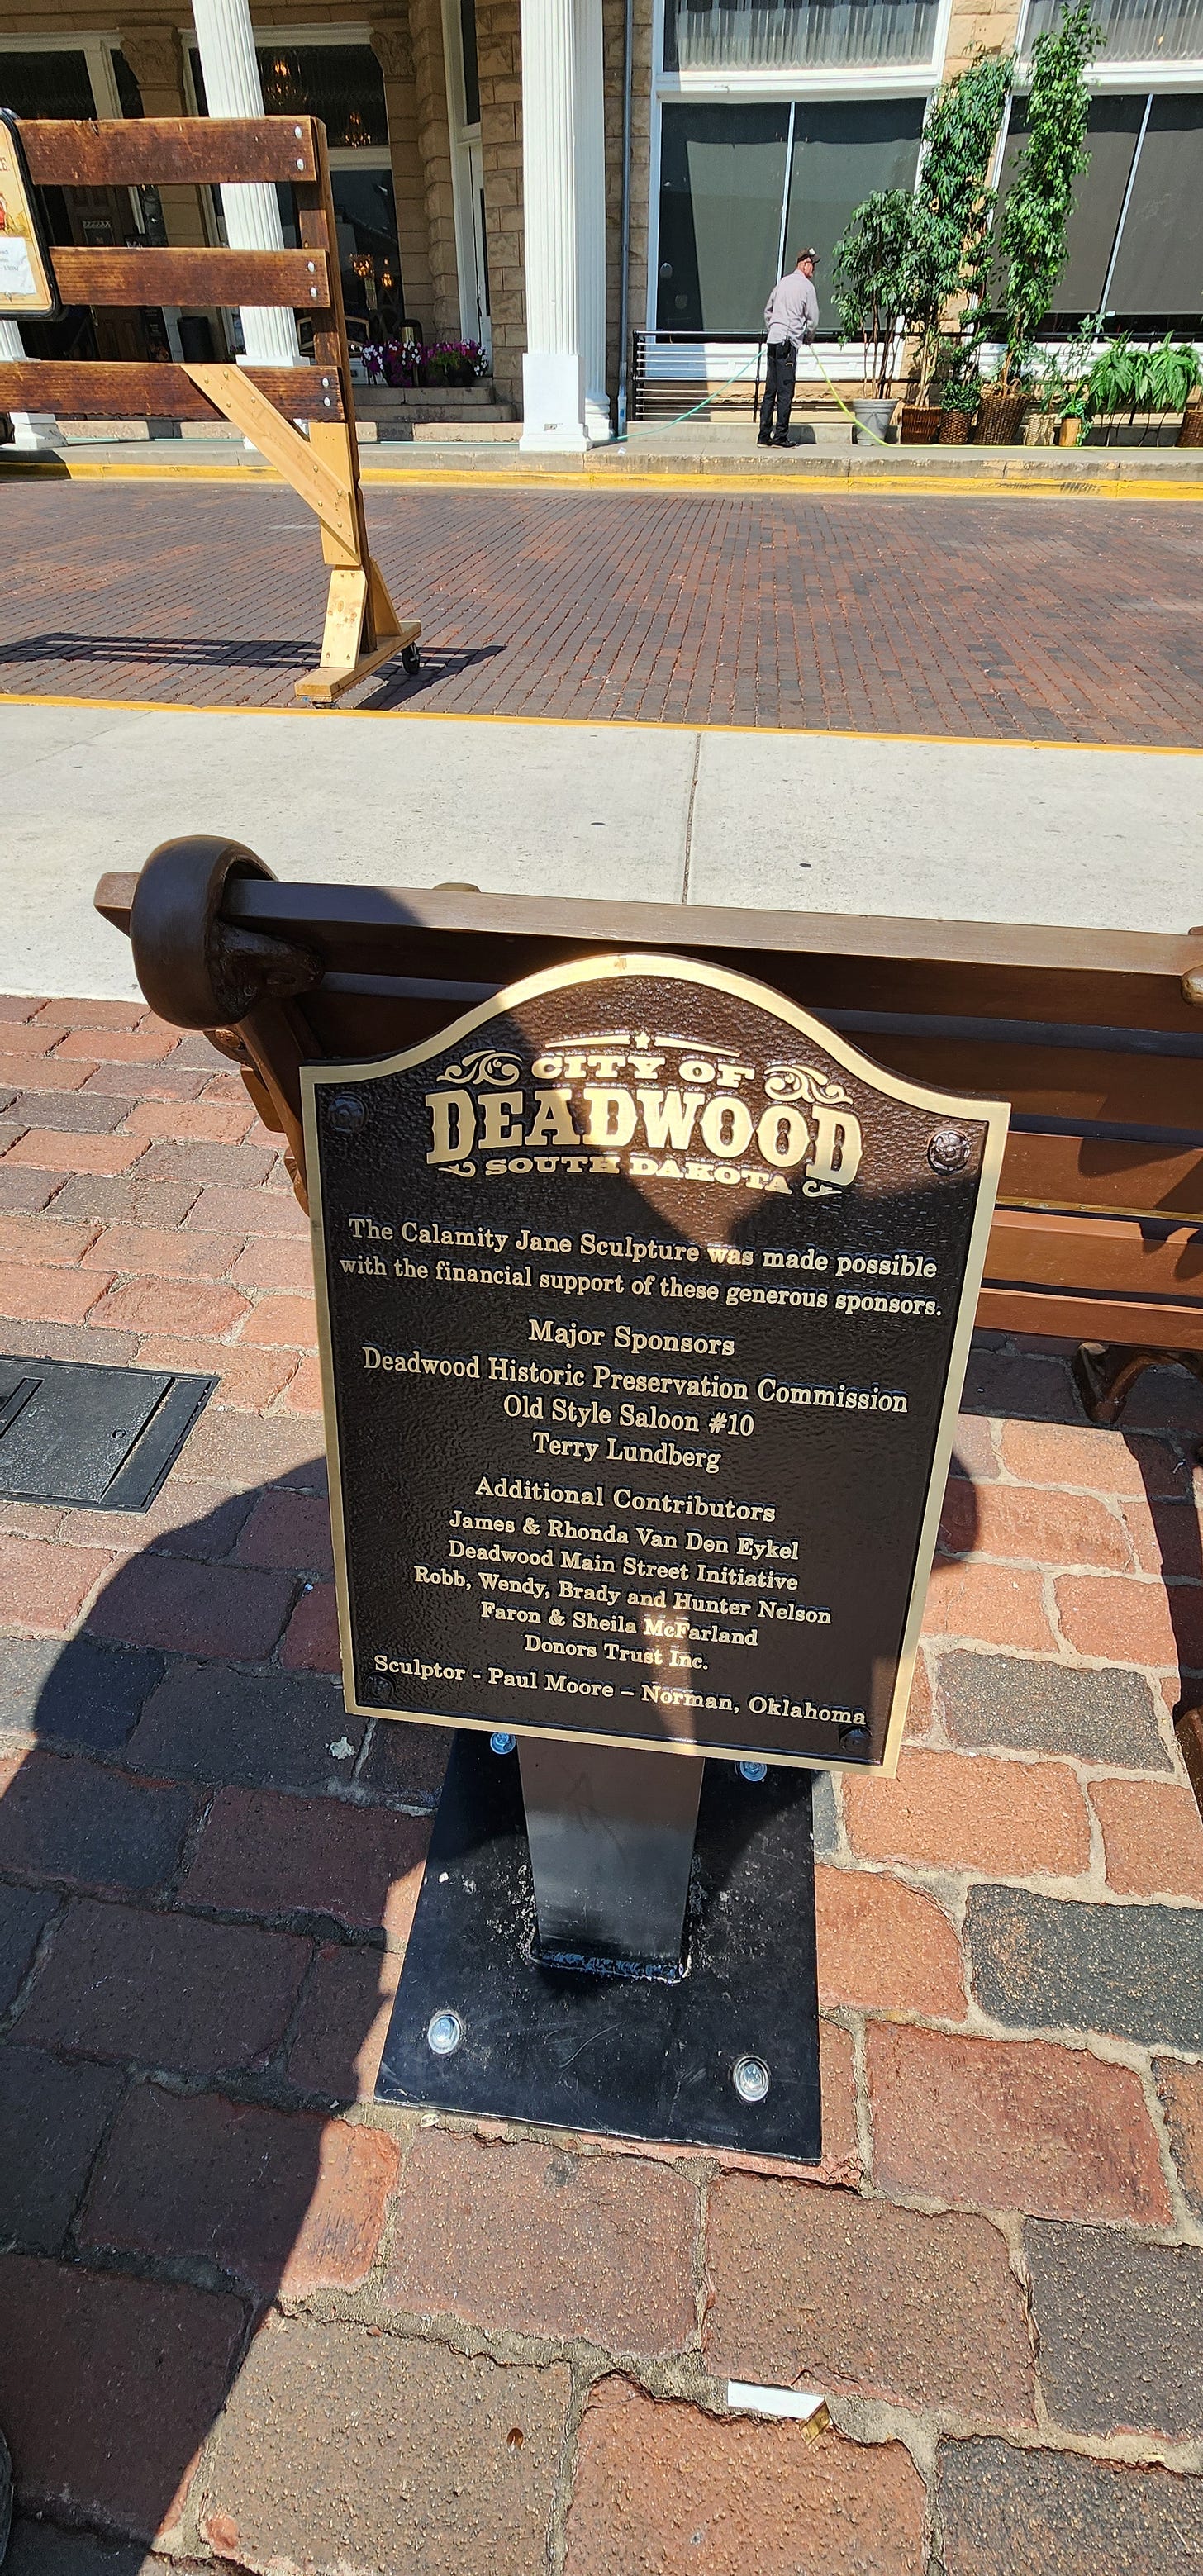 CITY OF
DEADWOOD
SOUTH DAKOTA
The Calamity Jane Sculpture was made possible
with the financial support of these generous sponsors.
Major Sponsors
Deadwood Historic Preservation Commission
Old Style Saloon #10
Terry Lundberg
Additional Contributors
James & Rhonda Van Den Eykel
Deadwood Main Street Initiative
Robb, Wendy, Brady and Hunter Nelson
Faron & Sheila McFarland
Donors Trust Inc.
Sculptor - Paul Moore – Norman, Oklahoma